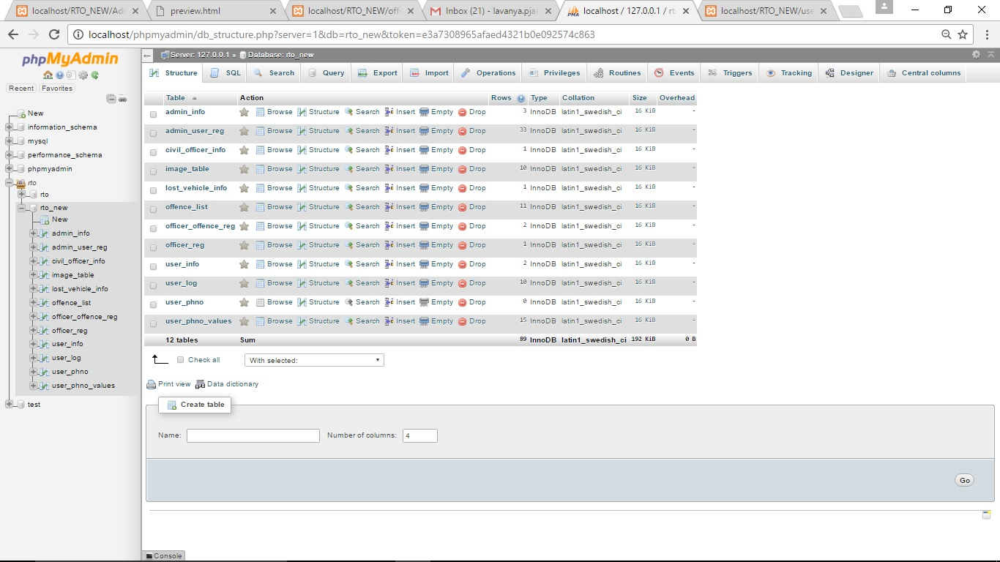 localhost/RTO_NEW/Adm
preview.html
localhost/RTO_NEW/offe
Inbox (21) - lavanya.pjai
localhost / 127.0.0.1 / rt
localhost/RTO_NEW/use
localhost/phpmyadmin/db_structure.php?server=1&db=rto_new&token=e3a7308965afaed4321b0e092574c863
phpMyAdmin
Recent Favorites
New
information_schema
mysql
performance_schema
phpmyadmin
rto
rto
rto_new
New
admin_info
admin_user_reg
civil_officer_info
image_table
lost_vehicle_info
offence_list
officer_offence_reg
officer_reg
user_info
user_log
user_phno
user_phno_values
test
Server: 127.0.0.1 » Database: rto_new
Structure SQL Search Query Export Import Operations Privileges Routines Events Triggers Tracking Designer Central columns
Table Action Rows Type Collation Size Overhead
admin_info Browse Structure Search Insert Empty Drop 3 InnoDB latin1_swedish_ci 16 KiB -
admin_user_reg Browse Structure Search Insert Empty Drop 33 InnoDB latin1_swedish_ci 16 KiB -
civil_officer_info Browse Structure Search Insert Empty Drop 1 InnoDB latin1_swedish_ci 16 KiB -
image_table Browse Structure Search Insert Empty Drop 10 InnoDB latin1_swedish_ci 16 KiB -
lost_vehicle_info Browse Structure Search Insert Empty Drop 1 InnoDB latin1_swedish_ci 16 KiB -
offence_list Browse Structure Search Insert Empty Drop 11 InnoDB latin1_swedish_ci 16 KiB -
officer_offence_reg Browse Structure Search Insert Empty Drop 2 InnoDB latin1_swedish_ci 16 KiB -
officer_reg Browse Structure Search Insert Empty Drop 1 InnoDB latin1_swedish_ci 16 KiB -
user_info Browse Structure Search Insert Empty Drop 2 InnoDB latin1_swedish_ci 16 KiB -
user_log Browse Structure Search Insert Empty Drop 10 InnoDB latin1_swedish_ci 16 KiB -
user_phno Browse Structure Search Insert Empty Drop 0 InnoDB latin1_swedish_ci 16 KiB -
user_phno_values Browse Structure Search Insert Empty Drop 15 InnoDB latin1_swedish_ci 16 KiB -
12 tables Sum 89 InnoDB latin1_swedish_ci 192 KiB 0 B
Check all With selected:
Print view Data dictionary
Create table
Name: Number of columns: 4
Go
Console